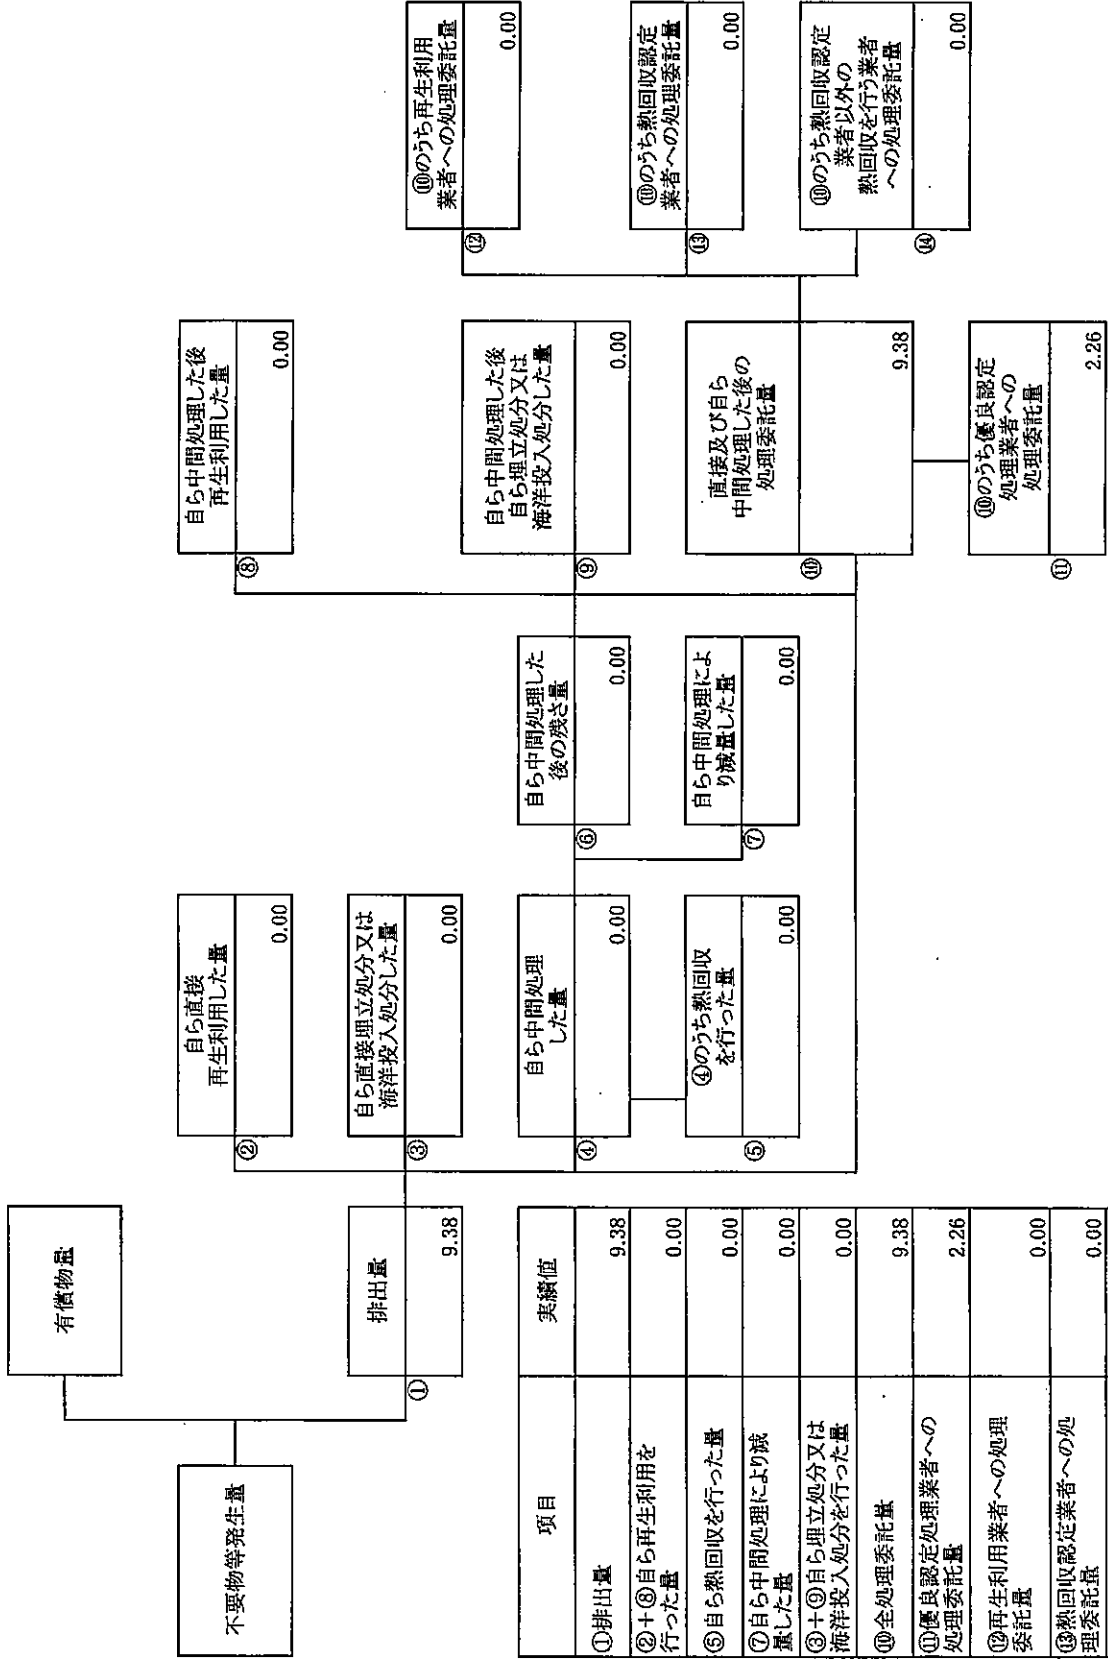 有償物量
不要物等発生量
①
排出量
9.38
②
自ら直接
再生利用した量
0.00
③
自ら直接埋立処分又は
海洋投入処分した量
0.00
④
自ら中間処理
した量
0.00
⑤
④のうち熱回収
を行った量
0.00
⑥
自ら中間処理した
後の残さ量
0.00
⑦
自ら中間処理によ
り減量した量
0.00
⑧
自ら中間処理した後
再生利用した量
0.00
⑨
自ら中間処理した後
自ら埋立処分又は
海洋投入処分した量
0.00
⑩
直接及び自ら
中間処理した後の
処理委託量
9.38
⑪
⑩のうち優良認定
処理業者への
処理委託量
2.26
⑫
⑩のうち再生利用
業者への処理委託量
0.00
⑬
⑩のうち熱回収認定
業者への処理委託量
0.00
⑭
⑩のうち熱回収認定
業者以外の
熱回収を行う業者
への処理委託量
0.00
項目 実績値
①排出量 9.38
②+⑧自ら再生利用を
行った量 0.00
⑤自ら熱回収を行った量 0.00
⑦自ら中間処理により減
量した量 0.00
③+⑨自ら埋立処分又は
海洋投入処分を行った量 0.00
⑩全処理委託量 9.38
⑪優良認定処理業者への
処理委託量 2.26
⑫再生利用業者への処理
委託量 0.00
⑬熱回収認定業者への処
理委託量 0.00